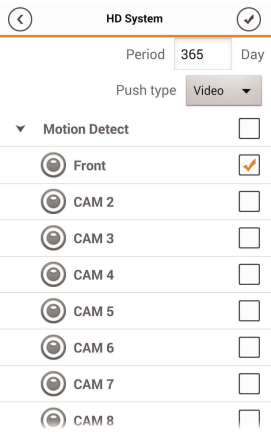 HD System
Period 365 Day
Push type Video
Motion Detect
Front
CAM 2
CAM 3
CAM 4
CAM 5
CAM 6
CAM 7
CAM 8